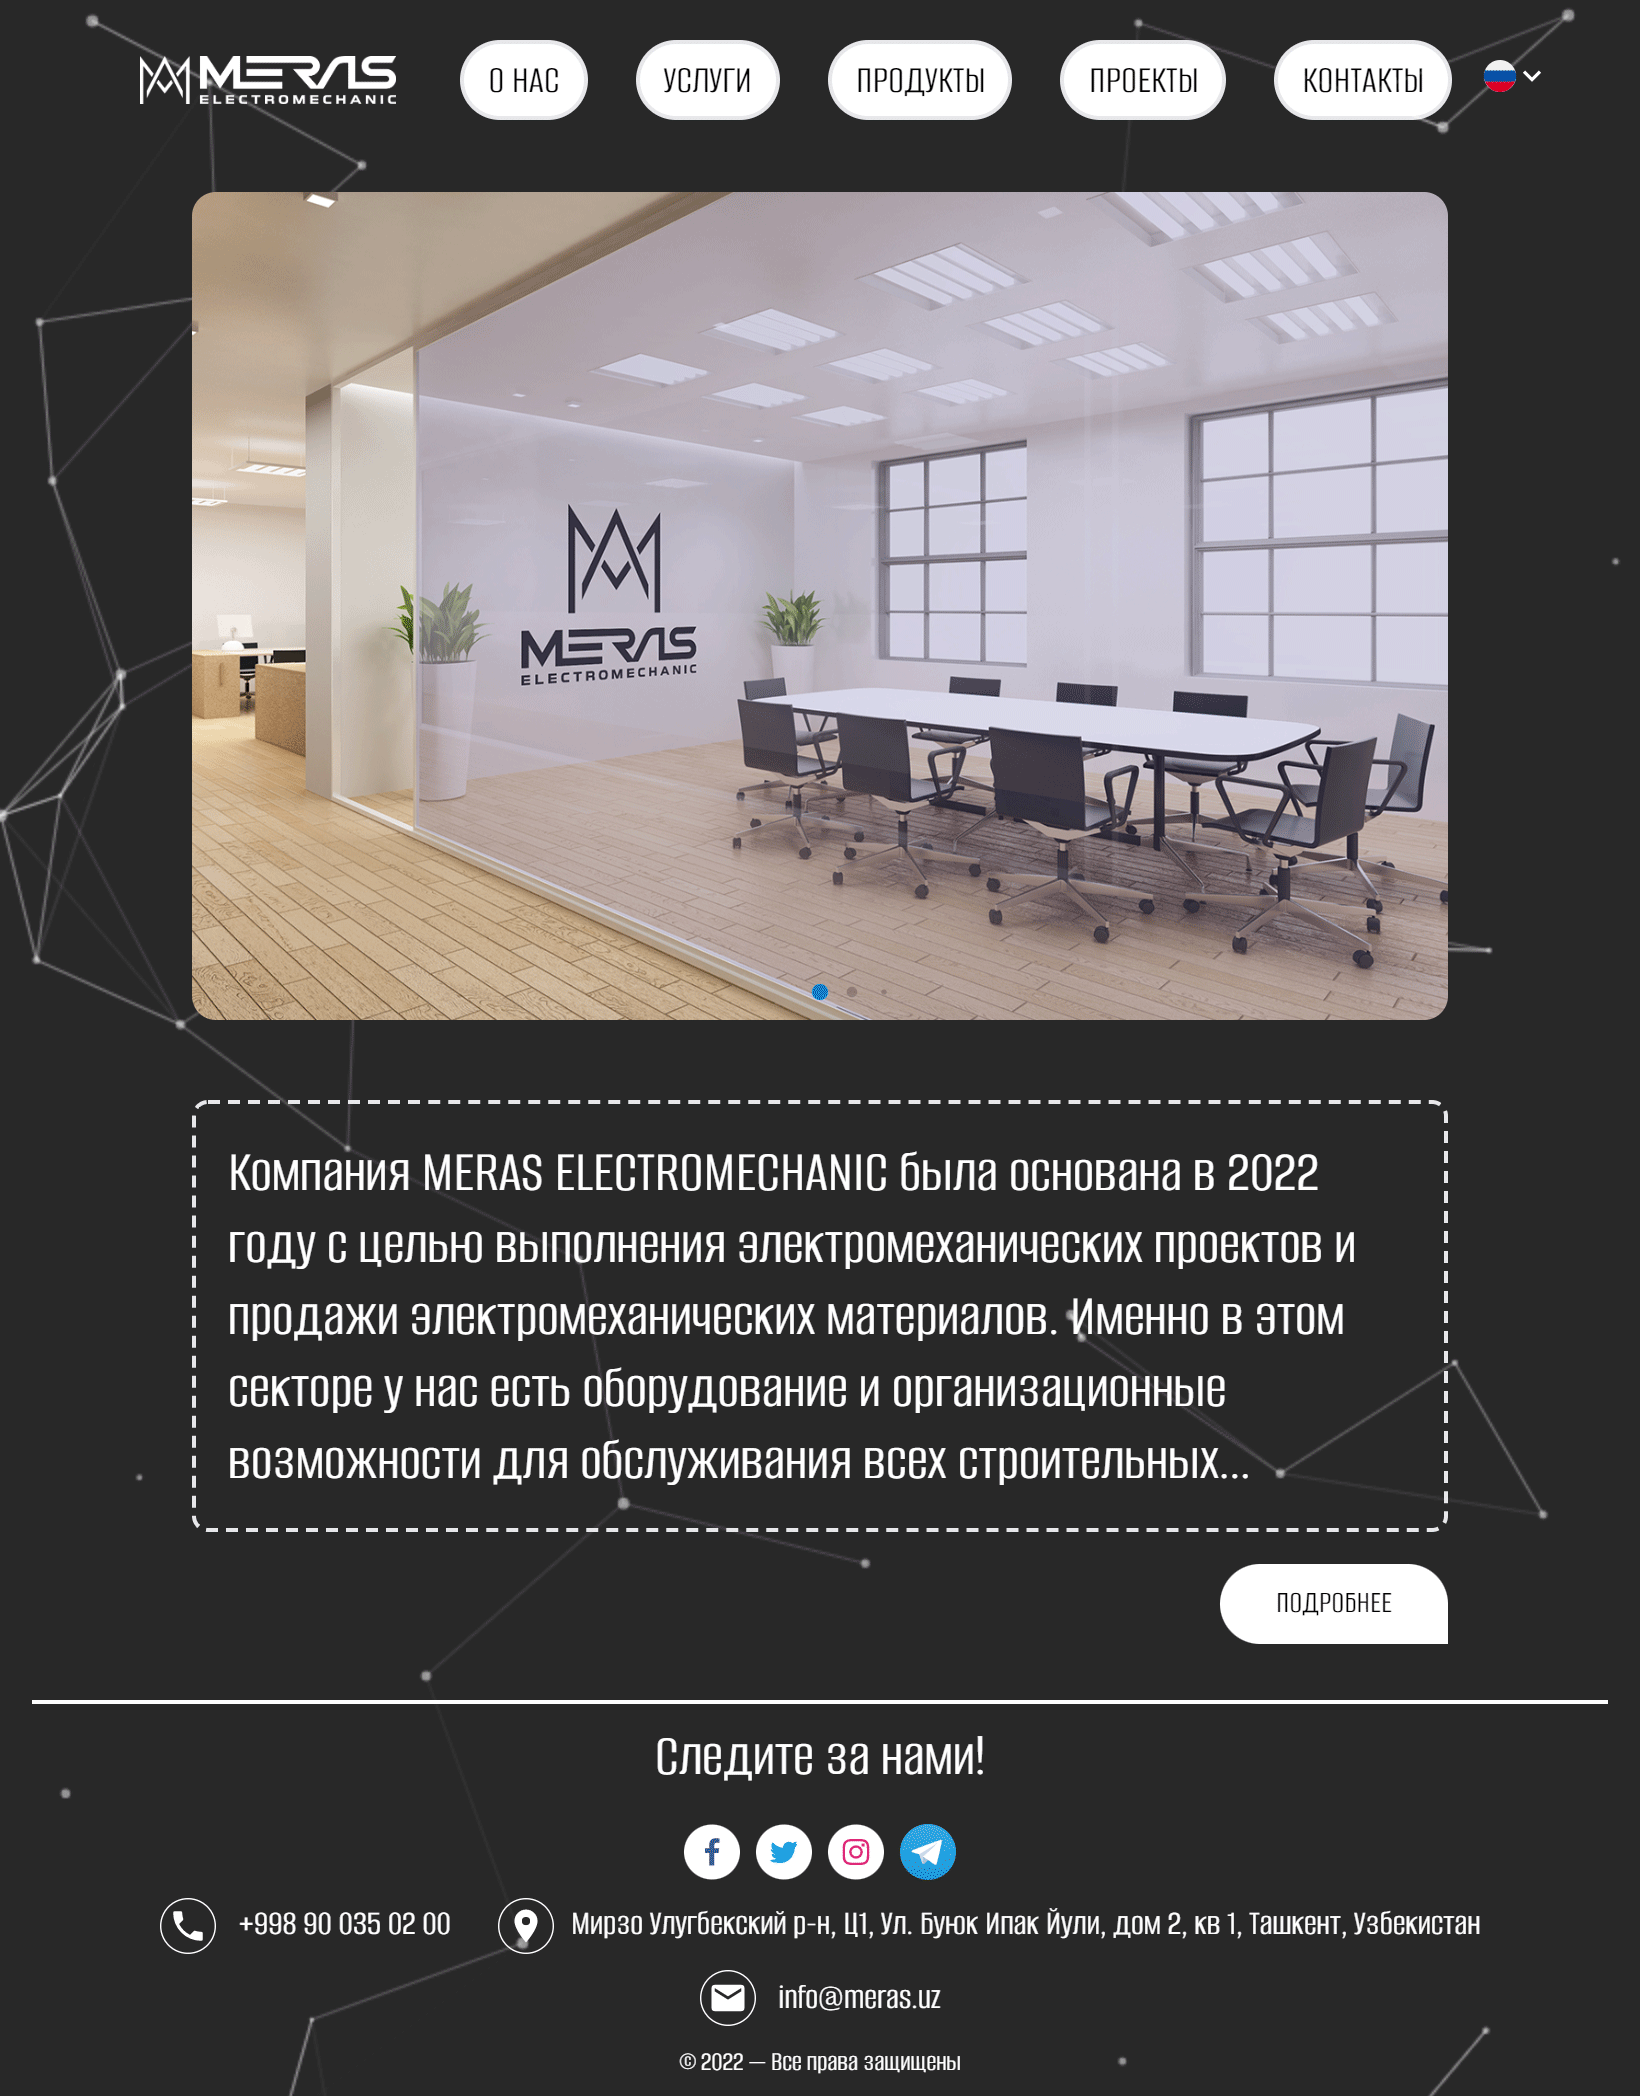 MERAS
ELECTROMECHANIC
О НАС
УСЛУГИ
ПРОДУКТЫ
ПРОЕКТЫ
КОНТАКТЫ
MERAS
ELECTROMECHANIC
Компания MERAS ELECTROMECHANIC была основана в 2022
году с целью выполнения электромеханических проектов и
продажи электромеханических материалов. Именно в этом
секторе у нас есть оборудование и организационные
возможности для обслуживания всех строительных...
ПОДРОБНЕЕ
Следите за нами!
+998 90 035 02 00
Мирзо Улугбекский р-н, Ц1, Ул. Буюк Ипак Йули, дом 2, кв 1, Ташкент, Узбекистан
info@meras.uz
© 2022 — Все права защищены